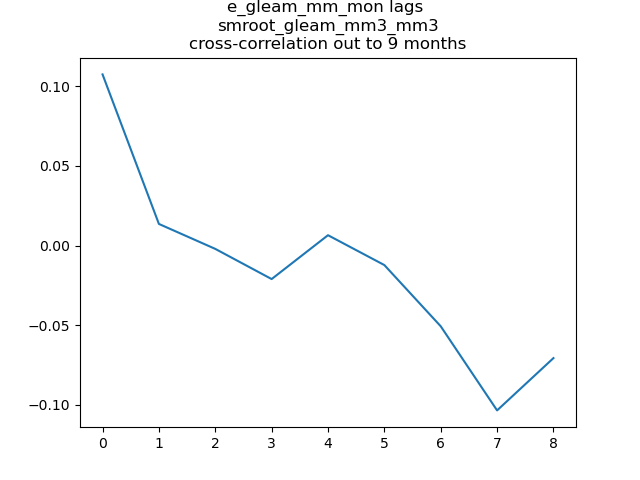 e_gleam_mm_mon lags
smroot_gleam_mm3_mm3
cross-correlation out to 9 months
0.10
0.05
0.00
−0.05
−0.10
0 1 2 3 4 5 6 7 8